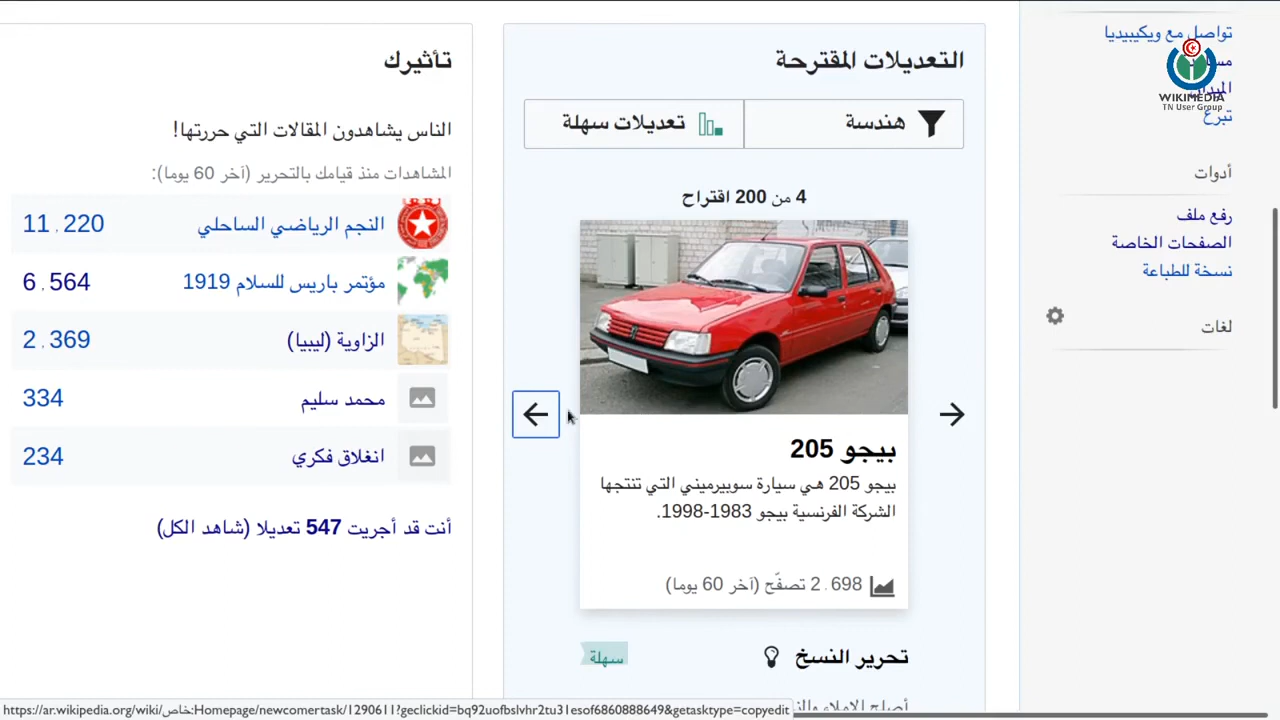 تواصل مع ويكيبيديا
الميدان
تبرع
WIKIMEDIA
TN User Group
أدوات
رفع ملف
الصفحات الخاصة
نسخة للطباعة
لغات
التعديلات المقترحة
هندسة
تعديلات سهلة
4 من 200 اقتراح
بيجو 205
بيجو 205 هي سيارة سوبيرميني التي تنتجها
الشركة الفرنسية بيجو 1983-1998.
2٬698 تصفّح (آخر 60 يوما)
تحرير النسخ
سهلة
أصلح الإملاء
تأثيرك
الناس يشاهدون المقالات التي حررتها!
المشاهدات منذ قيامك بالتحرير (آخر 60 يوما):
النجم الرياضي الساحلي 11٬220
مؤتمر باريس للسلام 1919 6٬564
الزاوية (ليبيا) 2٬369
محمد سليم 334
انغلاق فكري 234
أنت قد أجريت 547 تعديلا (شاهد الكل)
https://ar.wikipedia.org/wiki/خاص:Homepage/newcomertask/1290611?geclickid=bq92uofbslvhr2tu31esof6860888649&getasktype=copyedit